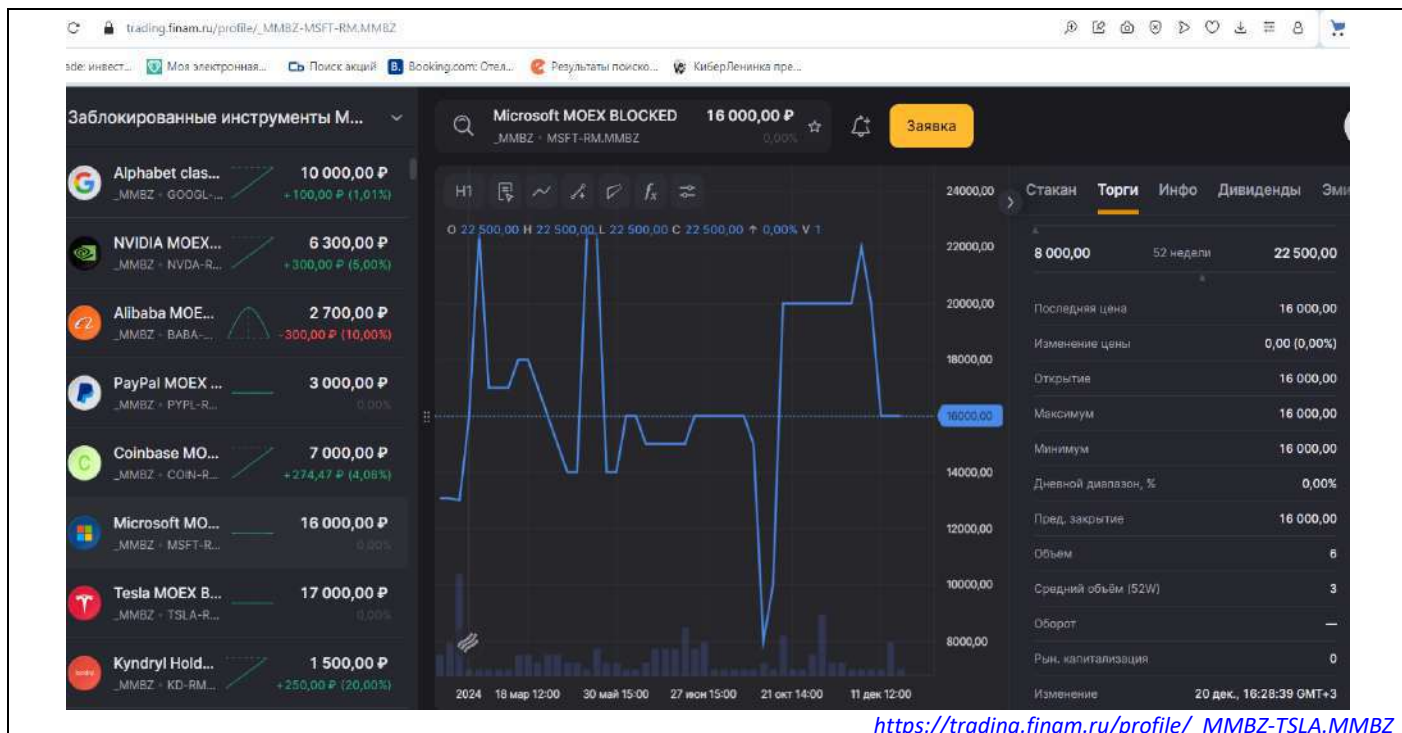 trading.finam.ru/profile/_MMBZ-MSFT-RM.MMBZ
ade: инвест... Моя электронная... Поиск акций Booking.com: Отел... Результаты поиско... КиберЛенинка пре...
Заблокированные инструменты М...
Microsoft MOEX BLOCKED 16 000,00 ₽
_MMBZ · MSFT-RM.MMBZ 0,00%
Заявка
Alphabet clas... 10 000,00 ₽
_MMBZ · GOOGL-... +100,00 ₽ (1,01%)
NVIDIA MOEX... 6 300,00 ₽
_MMBZ · NVDA-R... +300,00 ₽ (5,00%)
Alibaba MOE... 2 700,00 ₽
_MMBZ · BABA-... -300,00 ₽ (10,00%)
PayPal MOEX ... 3 000,00 ₽
_MMBZ · PYPL-R... 0,00%
Coinbase MO... 7 000,00 ₽
_MMBZ · COIN-R... +274,47 ₽ (4,08%)
Microsoft MO... 16 000,00 ₽
_MMBZ · MSFT-R... 0,00%
Tesla MOEX B... 17 000,00 ₽
_MMBZ · TSLA-R... 0,00%
Kyndryl Hold... 1 500,00 ₽
_MMBZ · KD-RM... +250,00 ₽ (20,00%)
H1 fx
O 22 500,00 H 22 500,00 L 22 500,00 C 22 500,00 ↑ 0,00% V 1
24000,00
22000,00
20000,00
18000,00
16000,00
14000,00
12000,00
10000,00
8000,00
2024 18 мар 12:00 30 май 15:00 27 июн 15:00 21 окт 14:00 11 дек 12:00
Стакан Торги Инфо Дивиденды Эми
8 000,00 52 недели 22 500,00
Последняя цена 16 000,00
Изменение цены 0,00 (0,00%)
Открытие 16 000,00
Максимум 16 000,00
Минимум 16 000,00
Дневной диапазон, % 0,00%
Пред. закрытие 16 000,00
Объем 6
Средний объём (52W) 3
Оборот —
Рын. капитализация 0
Изменение 20 дек., 16:28:39 GMT+3
https://trading.finam.ru/profile/_MMBZ-TSLA.MMBZ